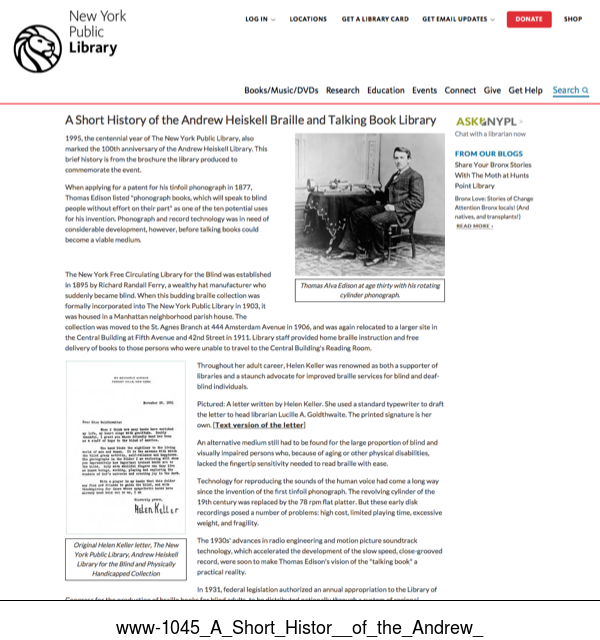 New York
Public
Library
LOG IN
LOCATIONS
GET A LIBRARY CARD
GET EMAIL UPDATES
DONATE
SHOP
Books/Music/DVDs Research Education Events Connect Give Get Help Search
A Short History of the Andrew Heiskell Braille and Talking Book Library
1995, the centennial year of The New York Public Library, also
marked the 100th anniversary of the Andrew Heiskell Library. This
brief history is from the brochure the library produced to
commemorate the event.
When applying for a patent for his tinfoil phonograph in 1877,
Thomas Edison listed "phonograph books, which will speak to blind
people without effort on their part" as one of the ten potential uses
for his invention. Phonograph and record technology was in need of
considerable development, however, before talking books could
become a viable medium.
Thomas Alva Edison at age thirty with his rotating
cylinder phonograph.
ASK NYPL
Chat with a librarian now
FROM OUR BLOGS
Share Your Bronx Stories
With The Moth at Hunts
Point Library
Bronx Love: Stories of Change
Attention Bronx locals! (And
natives, and transplants!)
READ MORE ›
The New York Free Circulating Library for the Blind was established
in 1895 by Richard Randall Ferry, a wealthy hat manufacturer who
suddenly became blind. When this budding braille collection was
formally incorporated into The New York Public Library in 1903, it
was housed in a Manhattan neighborhood parish house. The
collection was moved to the St. Agnes Branch at 444 Amsterdam Avenue in 1906, and was again relocated to a larger site in
the Central Building at Fifth Avenue and 42nd Street in 1911. Library staff provided home braille instruction and free
delivery of books to those persons who were unable to travel to the Central Building's Reading Room.
Helen Keller
Original Helen Keller letter, The New
York Public Library, Andrew Heiskell
Library for the Blind and Physically
Handicapped Collection
Throughout her adult career, Helen Keller was renowned as both a supporter of
libraries and a staunch advocate for improved braille services for blind and deaf-
blind individuals.
Pictured: A letter written by Helen Keller. She used a standard typewriter to draft
the letter to head librarian Lucille A. Goldthwaite. The printed signature is her
own. [Text version of the letter]
An alternative medium still had to be found for the large proportion of blind and
visually impaired persons who, because of aging or other physical disabilities,
lacked the fingertip sensitivity needed to read braille with ease.
Technology for reproducing the sounds of the human voice had come a long way
since the invention of the first tinfoil phonograph. The revolving cylinder of the
19th century was replaced by the 78 rpm flat platter. But these early disk
recordings posed a number of problems: high cost, limited playing time, excessive
weight, and fragility.
The 1930s' advances in radio engineering and motion picture soundtrack
technology, which accelerated the development of the slow speed, close-grooved
record, were soon to make Thomas Edison's vision of the "talking book" a
practical reality.
In 1931, federal legislation authorized an annual appropriation to the Library of
www-1045_A_Short_Histor__of_the_Andrew_